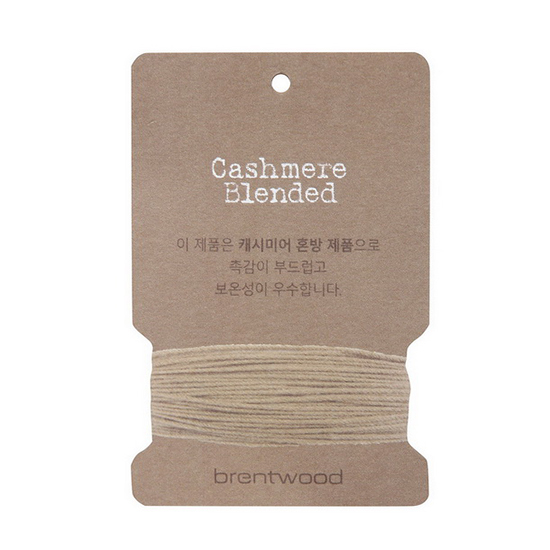 Cashmere
Blended
이 제품은 캐시미어 혼방 제품으로
촉감이 부드럽고
보온성이 우수합니다.
brentwood